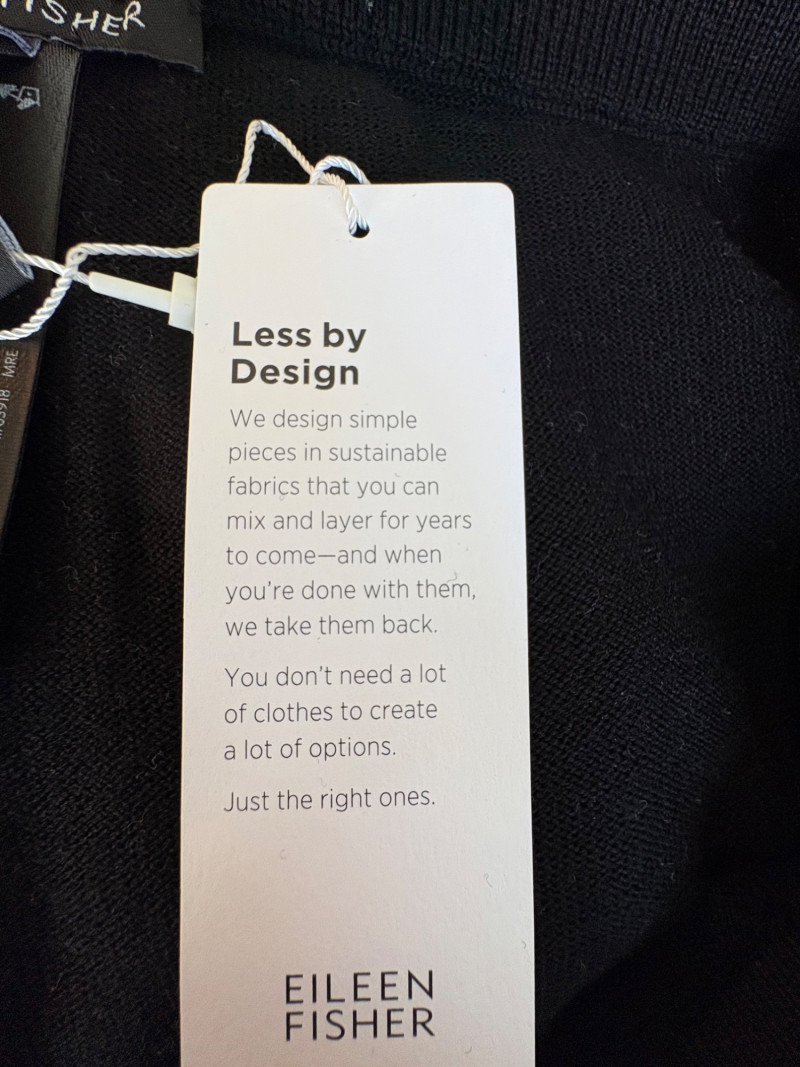 FISHER
Less by
Design
We design simple
pieces in sustainable
fabrics that you can
mix and layer for years
to come—and when
you're done with them,
we take them back.
You don't need a lot
of clothes to create
a lot of options.
Just the right ones.
EILEEN
FISHER
MRE